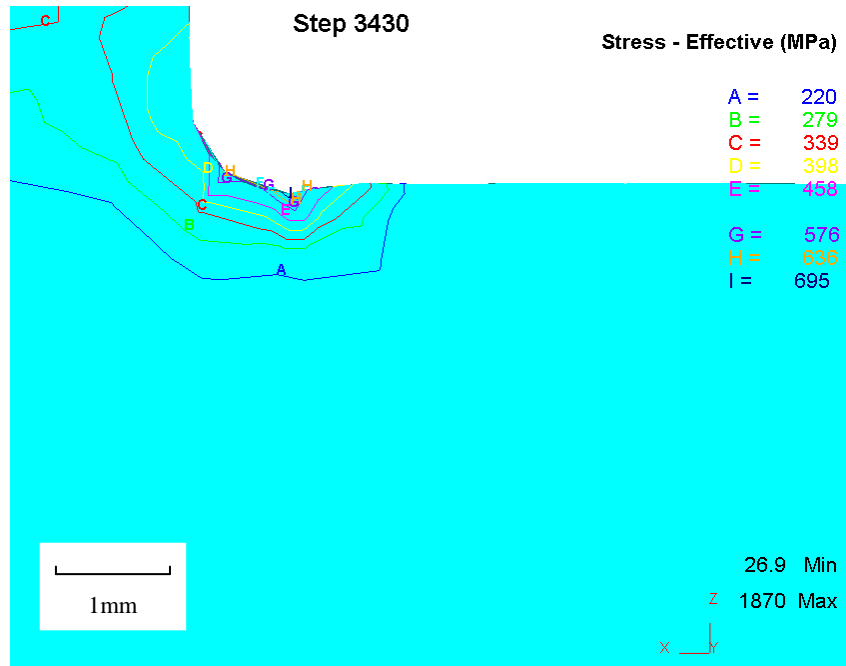 Step 3430
Stress - Effective (MPa)
A = 220
B = 279
C = 339
D = 398
E = 458
G = 576
H = 636
I = 695
C
D
H
G
F
G
I
H
G
E
C
B
A
1mm
26.9 Min
1870 Max
Z
X
Y